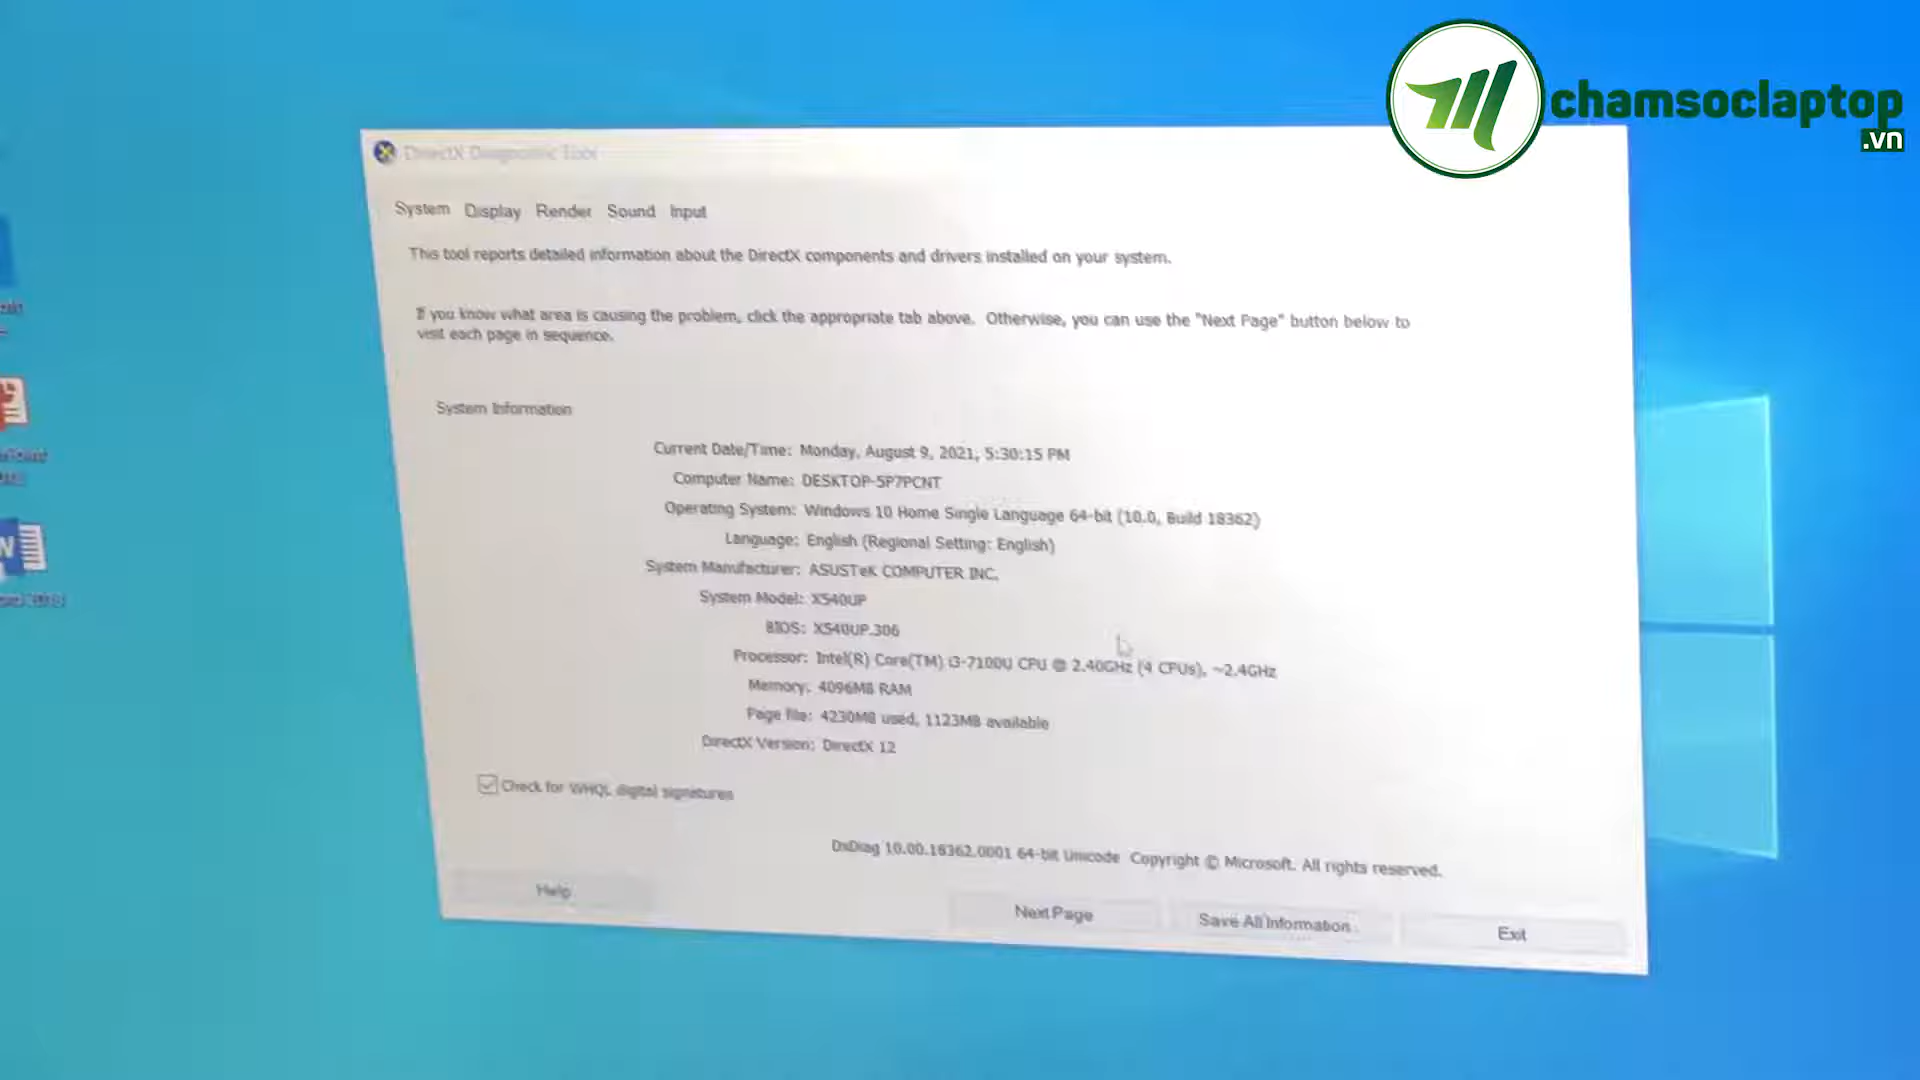 chamsoclaptop
.vn
DirectX Diagnostic Tool
System Display Render Sound Input
This tool reports detailed information about the DirectX components and drivers installed on your system.
If you know what area is causing the problem, click the appropriate tab above. Otherwise, you can use the "Next Page" button below to
visit each page in sequence.
System Information
Current Date/Time: Monday, August 9, 2021, 5:30:15 PM
Computer Name: DESKTOP-5P7PCNT
Operating System: Windows 10 Home Single Language 64-bit (10.0, Build 18362)
Language: English (Regional Setting: English)
System Manufacturer: ASUSTeK COMPUTER INC.
System Model: X540UP
BIOS: X540UP.306
Processor: Intel(R) Core(TM) i3-7100U CPU @ 2.40GHz (4 CPUs), ~2.4GHz
Memory: 4096MB RAM
Page file: 4230MB used, 1123MB available
DirectX Version: DirectX 12
Check for WHQL digital signatures
DxDiag 10.00.18362.0001 64-bit Unicode Copyright © Microsoft. All rights reserved.
Help
Next Page
Save All Information
Exit